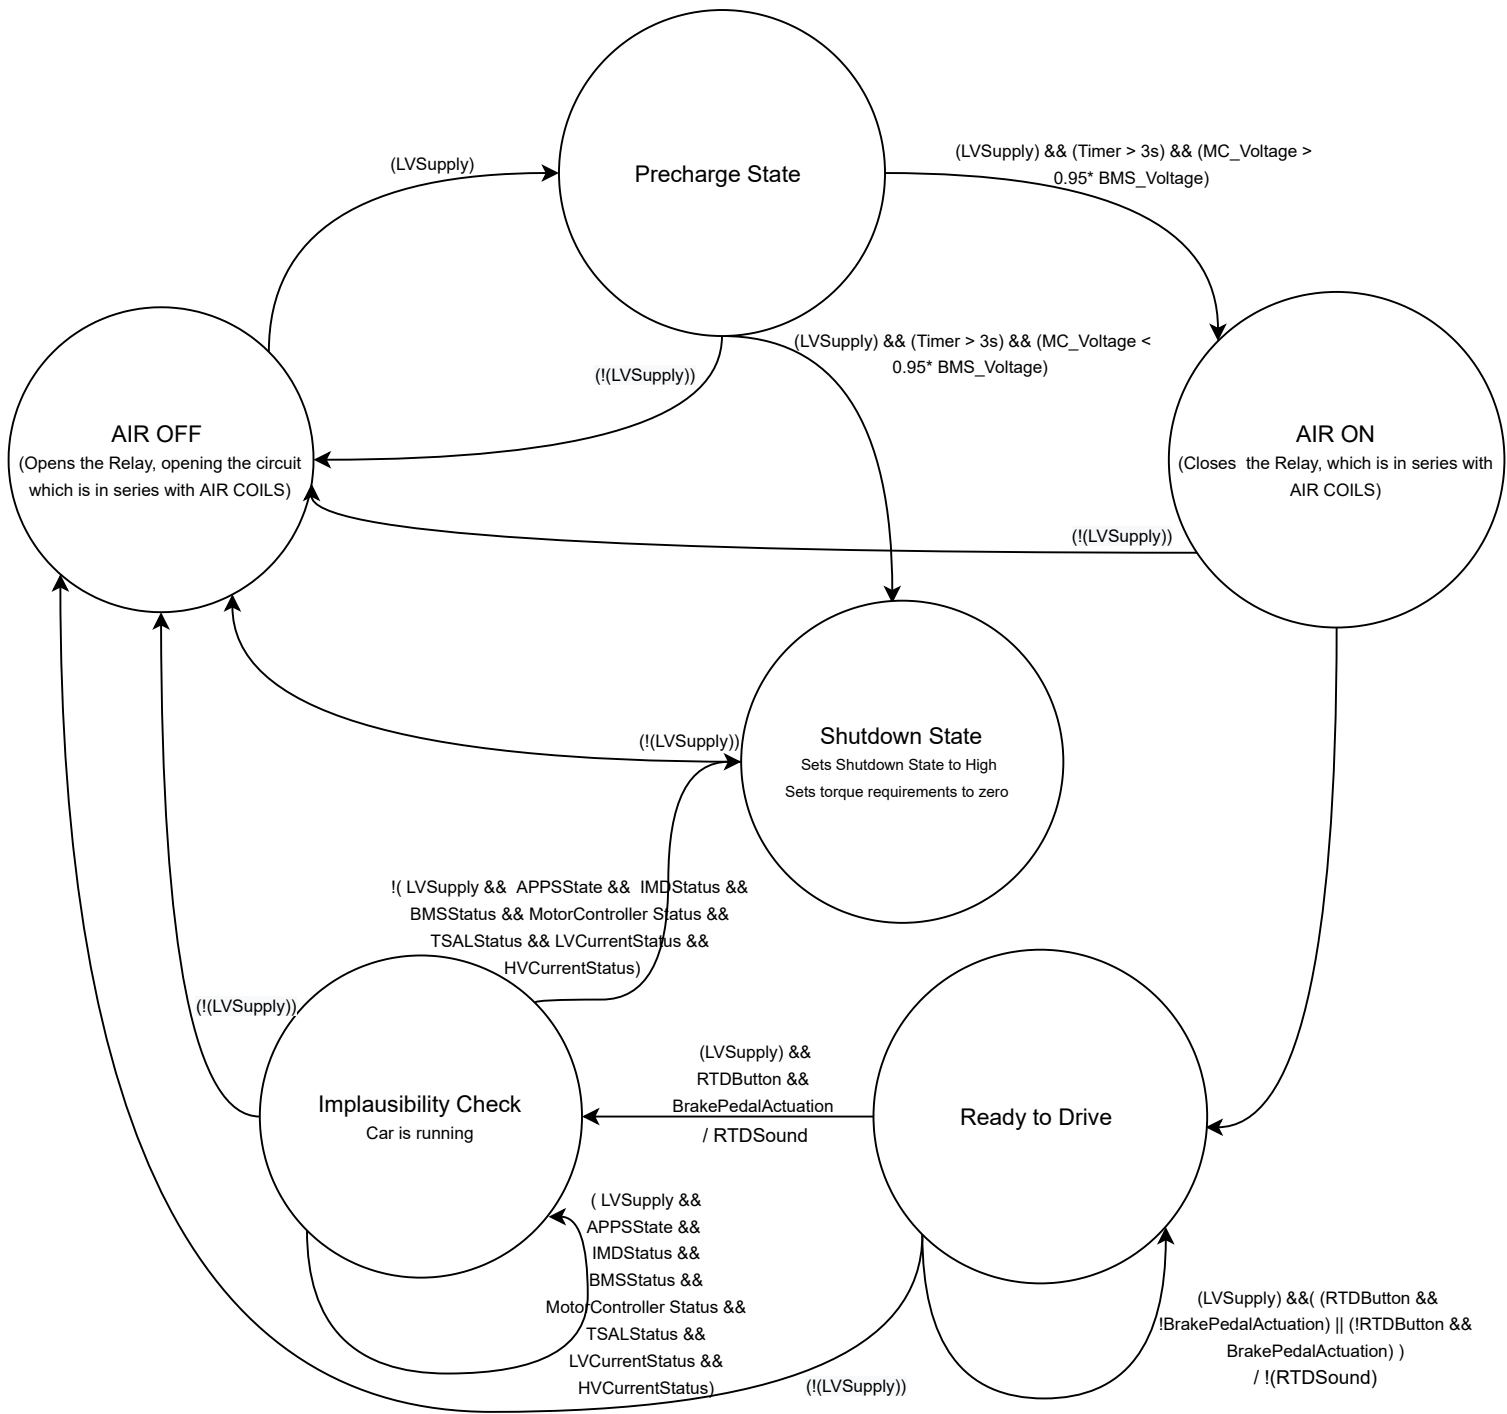 (LVSupply)
Precharge State
(LVSupply) && (Timer > 3s) && (MC_Voltage >
0.95* BMS_Voltage)
(LVSupply) && (Timer > 3s) && (MC_Voltage <
0.95* BMS_Voltage)
(!(LVSupply))
AIR OFF
(Opens the Relay, opening the circuit
which is in series with AIR COILS)
AIR ON
(Closes  the Relay, which is in series with
AIR COILS)
(!(LVSupply))
(!(LVSupply))
Shutdown State
Sets Shutdown State to High
Sets torque requirements to zero
!( LVSupply &&  APPSState &&  IMDStatus &&
BMSStatus && MotorController Status &&
TSALStatus && LVCurrentStatus &&
HVCurrentStatus)
(!(LVSupply))
Implausibility Check
Car is running
(LVSupply) &&
RTDButton &&
BrakePedalActuation
/ RTDSound
Ready to Drive
( LVSupply &&
APPSState &&
IMDStatus &&
BMSStatus &&
MotorController Status &&
TSALStatus &&
LVCurrentStatus &&
HVCurrentStatus)
(!(LVSupply))
(LVSupply) &&( (RTDButton &&
!BrakePedalActuation) || (!RTDButton &&
BrakePedalActuation) )
/ !(RTDSound)